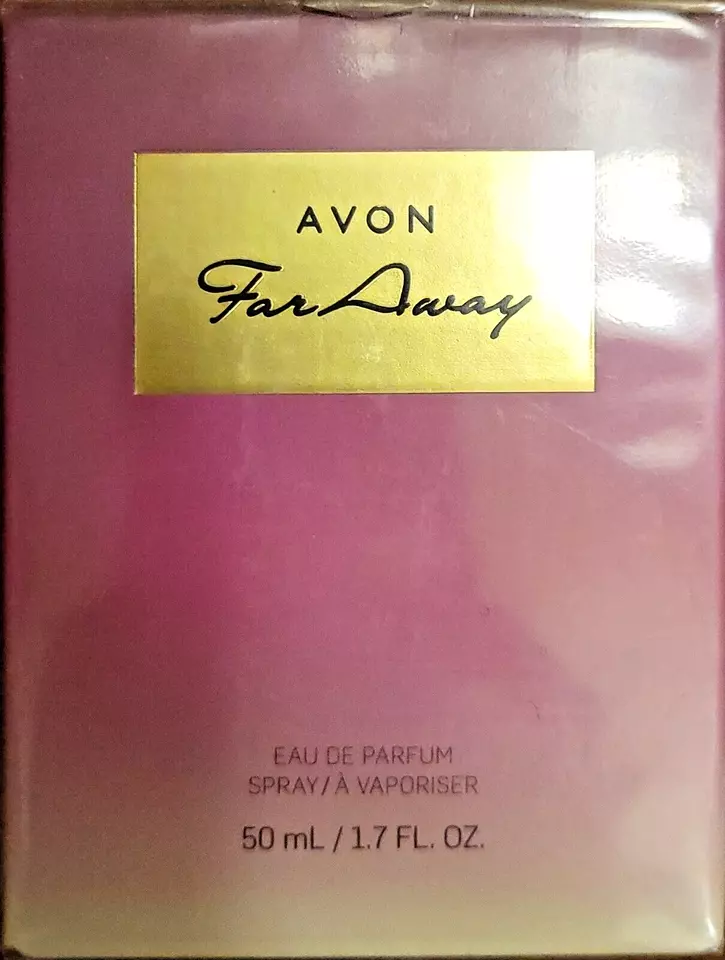 AVON
Far Away
EAU DE PARFUM
SPRAY/À VAPORISER
50 mL / 1.7 FL. OZ.